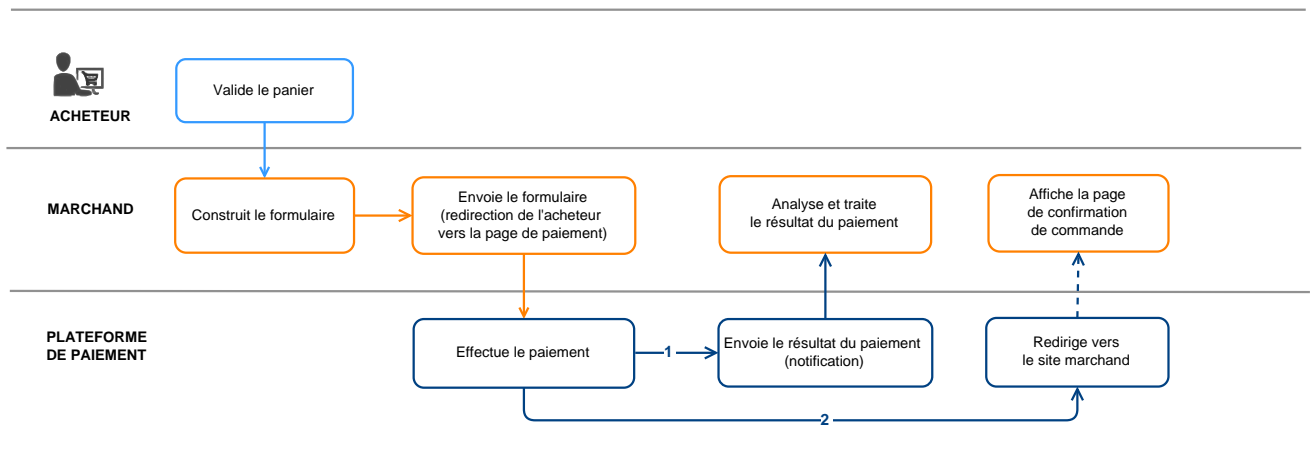 ACHETEUR
Valide le panier
MARCHAND
Construit le formulaire
Envoie le formulaire
(redirection de l'acheteur
vers la page de paiement)
Analyse et traite
le résultat du paiement
Affiche la page
de confirmation
de commande
PLATEFORME
DE PAIEMENT
Effectue le paiement
1
Envoie le résultat du paiement
(notification)
Redirige vers
le site marchand
2